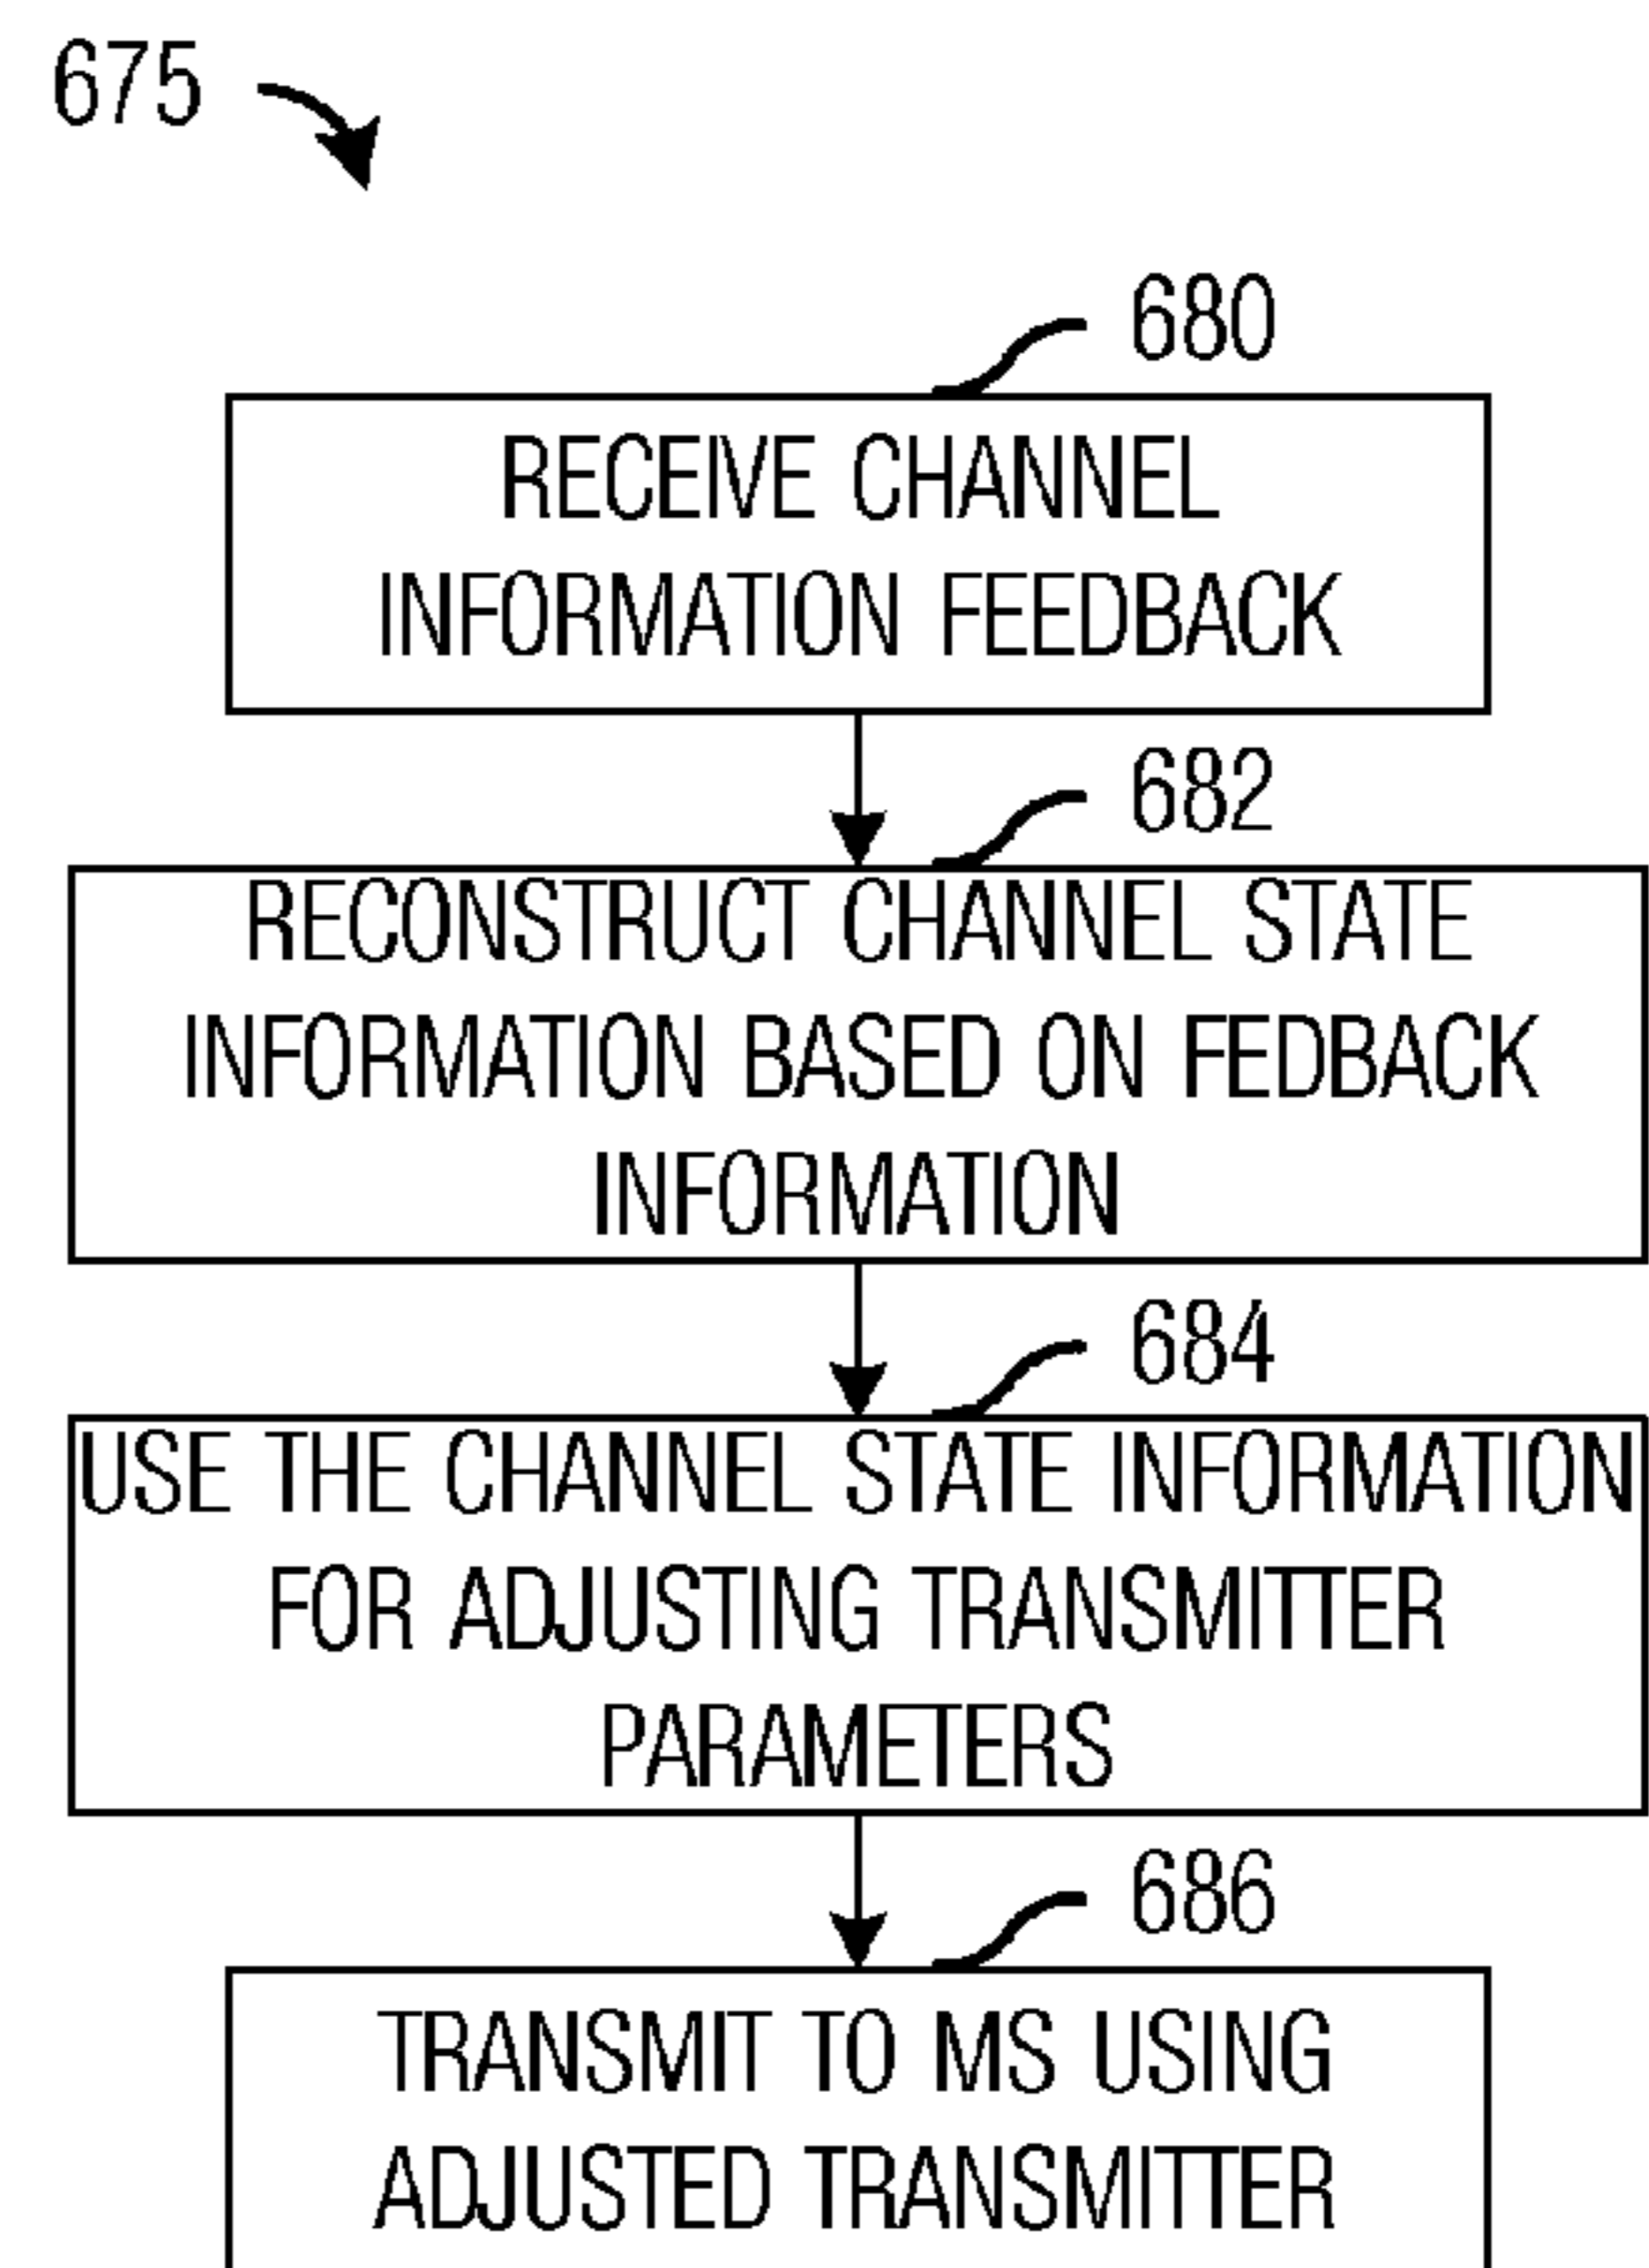 675
680
RECEIVE CHANNEL
INFORMATION FEEDBACK
682
RECONSTRUCT CHANNEL STATE
INFORMATION BASED ON FEDBACK
INFORMATION
684
USE THE CHANNEL STATE INFORMATION
FOR ADJUSTING TRANSMITTER
PARAMETERS
686
TRANSMIT TO MS USING
ADJUSTED TRANSMITTER